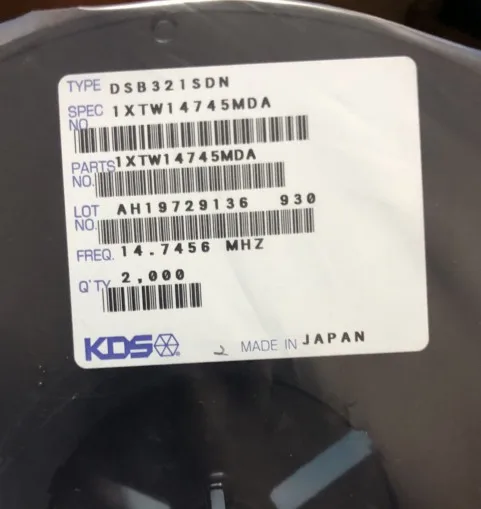 TYPE DSB321SDN
SPEC NO. 1XTW14745MDA
PARTS NO. 1XTW14745MDA
LOT NO. AH19729136 930
FREQ. 14.7456 MHZ
Q'TY 2,000
KDS 2 MADE IN JAPAN